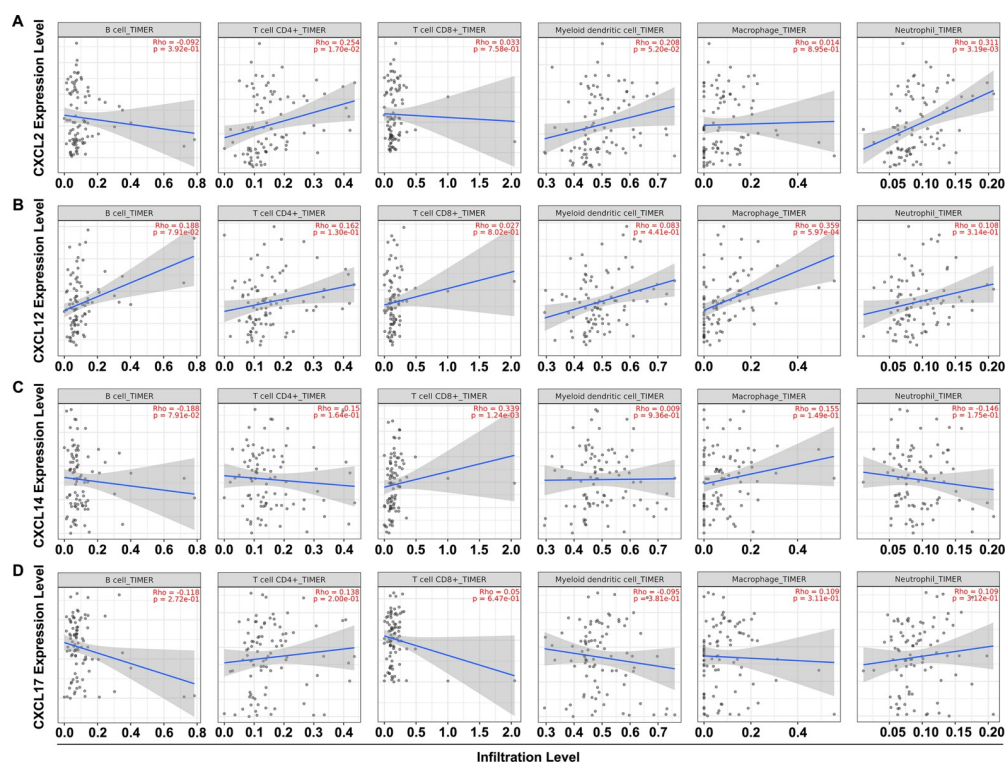 A
B cell_TIMER
T cell CD4+_TIMER
T cell CD8+_TIMER
Myeloid dendritic cell_TIMER
Macrophage_TIMER
Neutrophil_TIMER
Rho = -0.092
p = 3.92e-01
Rho = 0.254
p = 1.70e-02
Rho = 0.033
p = 7.58e-01
Rho = 0.208
p = 5.20e-02
Rho = 0.014
p = 8.95e-01
Rho = 0.311
p = 3.19e-03
CXCL2 Expression Level
0.0 0.2 0.4 0.6 0.8
0.0 0.1 0.2 0.3 0.4
0.0 0.5 1.0 1.5 2.0
0.3 0.4 0.5 0.6 0.7
0.0 0.2 0.4
0.05 0.10 0.15 0.20
B
B cell_TIMER
T cell CD4+_TIMER
T cell CD8+_TIMER
Myeloid dendritic cell_TIMER
Macrophage_TIMER
Neutrophil_TIMER
Rho = 0.188
p = 7.91e-02
Rho = 0.162
p = 1.30e-01
Rho = 0.027
p = 8.02e-01
Rho = 0.083
p = 4.41e-01
Rho = 0.359
p = 5.97e-04
Rho = 0.108
p = 3.14e-01
CXCL12 Expression Level
0.0 0.2 0.4 0.6 0.8
0.0 0.1 0.2 0.3 0.4
0.0 0.5 1.0 1.5 2.0
0.3 0.4 0.5 0.6 0.7
0.0 0.2 0.4
0.05 0.10 0.15 0.20
C
B cell_TIMER
T cell CD4+_TIMER
T cell CD8+_TIMER
Myeloid dendritic cell_TIMER
Macrophage_TIMER
Neutrophil_TIMER
Rho = -0.188
p = 7.91e-02
Rho = -0.15
p = 1.64e-01
Rho = 0.339
p = 1.24e-03
Rho = 0.009
p = 9.36e-01
Rho = 0.155
p = 1.49e-01
Rho = -0.146
p = 1.75e-01
CXCL14 Expression Level
0.0 0.2 0.4 0.6 0.8
0.0 0.1 0.2 0.3 0.4
0.0 0.5 1.0 1.5 2.0
0.3 0.4 0.5 0.6 0.7
0.0 0.2 0.4
0.05 0.10 0.15 0.20
D
B cell_TIMER
T cell CD4+_TIMER
T cell CD8+_TIMER
Myeloid dendritic cell_TIMER
Macrophage_TIMER
Neutrophil_TIMER
Rho = -0.118
p = 2.72e-01
Rho = 0.138
p = 2.00e-01
Rho = 0.05
p = 6.47e-01
Rho = -0.095
p = 3.81e-01
Rho = 0.109
p = 3.11e-01
Rho = 0.109
p = 3.12e-01
CXCL17 Expression Level
0.0 0.2 0.4 0.6 0.8
0.0 0.1 0.2 0.3 0.4
0.0 0.5 1.0 1.5 2.0
0.3 0.4 0.5 0.6 0.7
0.0 0.2 0.4
0.05 0.10 0.15 0.20
Infiltration Level